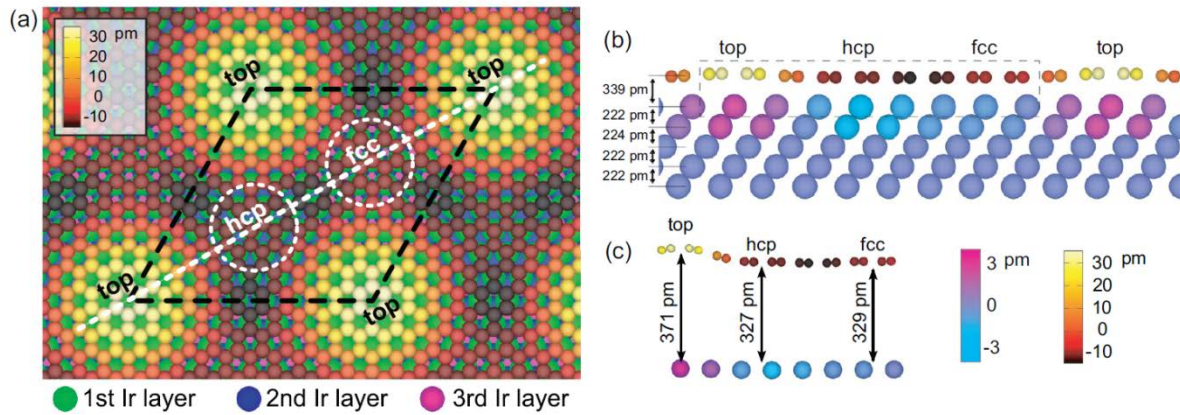 (a)
pm
30
20
10
0
-10
top
top
fcc
hcp
top
top
1st Ir layer 2nd Ir layer 3rd Ir layer
(b)
top hcp fcc top
339 pm
222 pm
224 pm
222 pm
222 pm
(c)
top
hcp fcc
371 pm
327 pm
329 pm
3 pm
0
-3
30 pm
20
10
0
-10